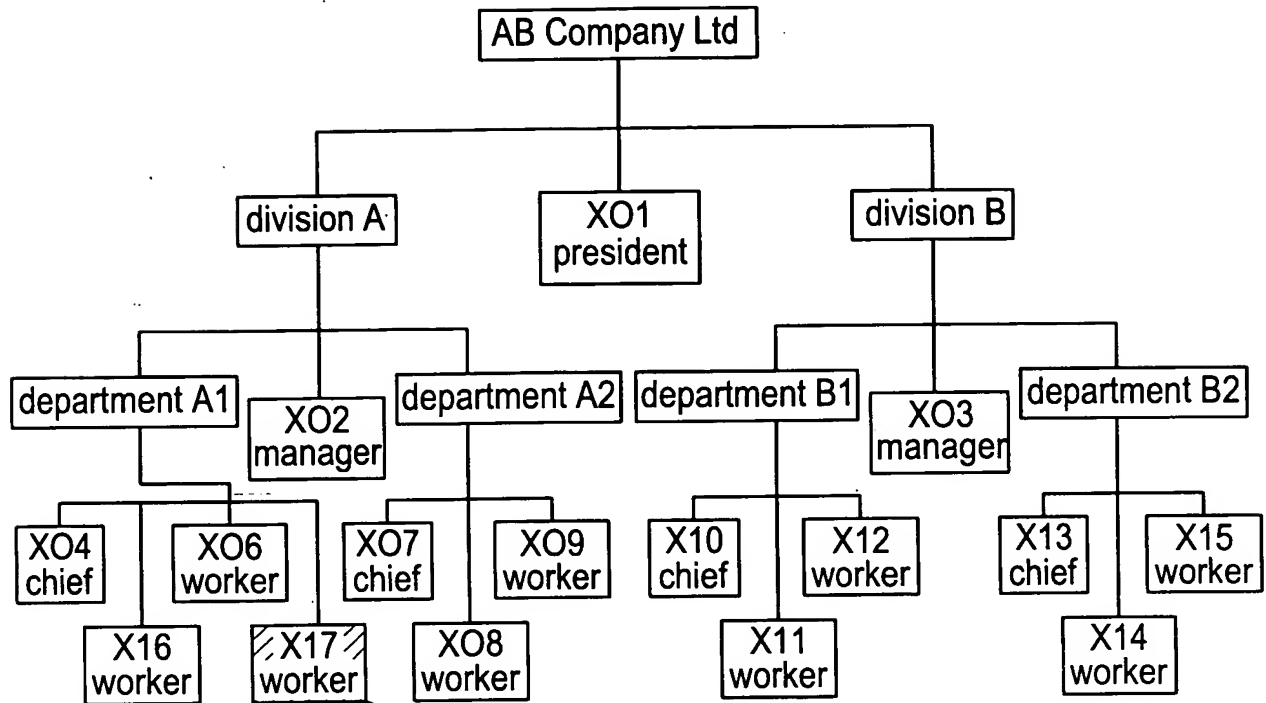 AB Company Ltd
division A
XO1
president
division B
department A1
XO2
manager
department A2
department B1
XO3
manager
department B2
XO4
chief
XO6
worker
XO7
chief
XO9
worker
X10
chief
X12
worker
X13
chief
X15
worker
X16
worker
X17
worker
XO8
worker
X11
worker
X14
worker